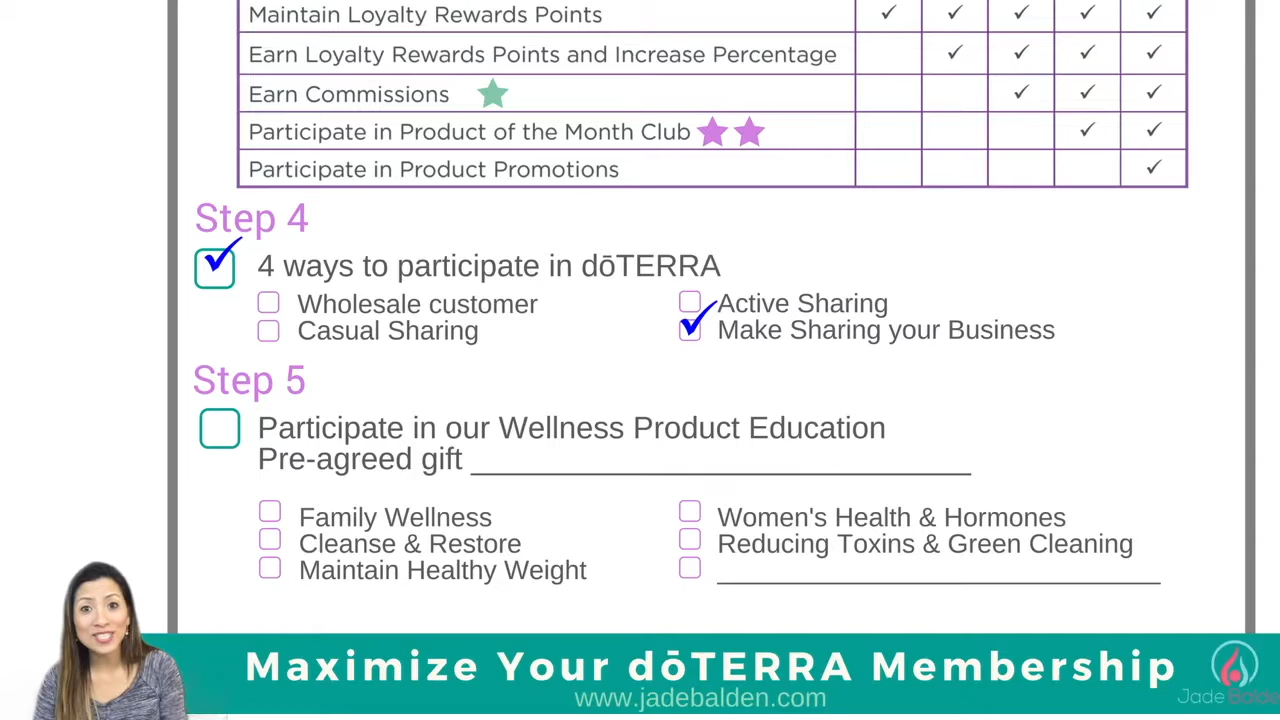 Maintain Loyalty Rewards Points ✓ ✓ ✓ ✓ ✓
Earn Loyalty Rewards Points and Increase Percentage ✓ ✓ ✓ ✓
Earn Commissions ✓ ✓ ✓
Participate in Product of the Month Club ✓ ✓
Participate in Product Promotions ✓
Step 4
4 ways to participate in dōTERRA
Wholesale customer
Casual Sharing
Active Sharing
Make Sharing your Business
Step 5
Participate in our Wellness Product Education
Pre-agreed gift
Family Wellness
Cleanse & Restore
Maintain Healthy Weight
Women's Health & Hormones
Reducing Toxins & Green Cleaning
Maximize Your dōTERRA Membership
www.jadebalden.com
Jade Balde